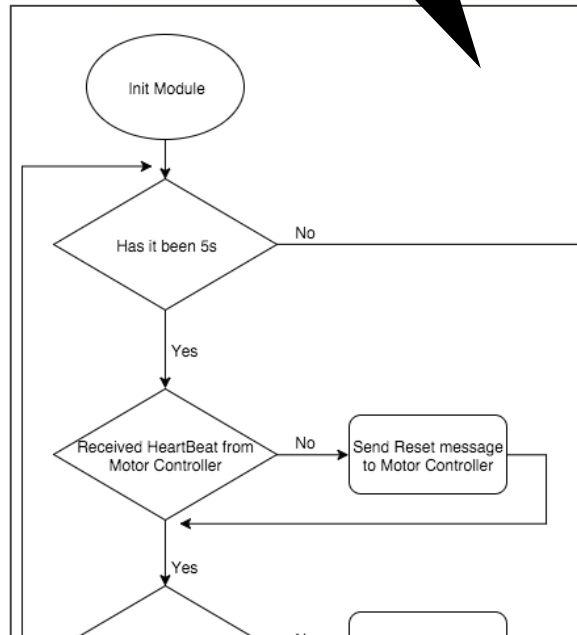 Init Module
Has it been 5s
No
Yes
Received HeartBeat from
Motor Controller
No
Send Reset message
to Motor Controller
Yes